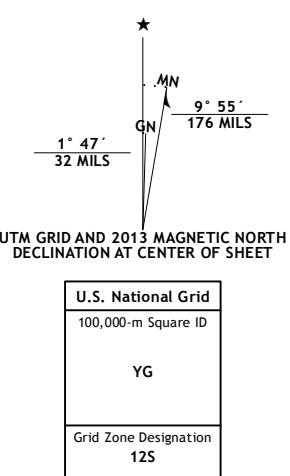 ★
MN
GN
9° 55´
176 MILS
1° 47´
32 MILS
UTM GRID AND 2013 MAGNETIC NORTH
DECLINATION AT CENTER OF SHEET
U.S. National Grid
100,000-m Square ID
YG
Grid Zone Designation
12S